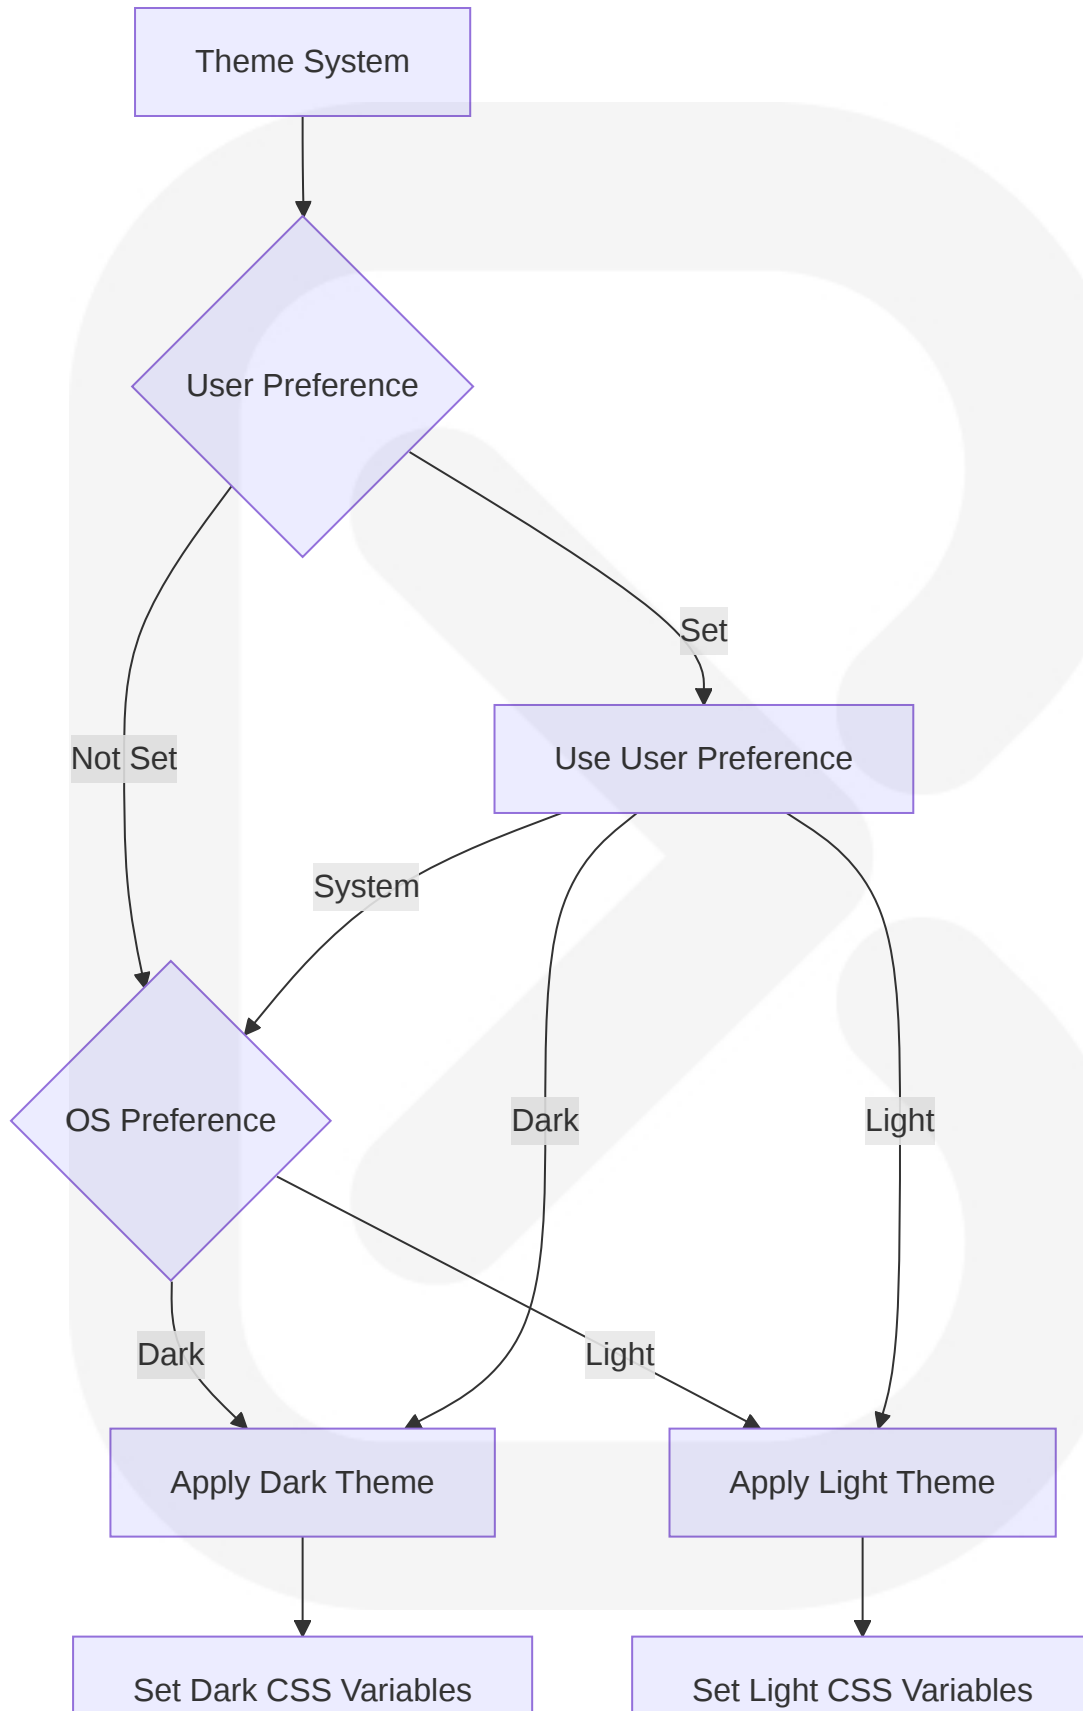 Theme System
User Preference
Set
Not Set
Use User Preference
System
OS Preference
Dark
Light
Dark
Light
Apply Dark Theme
Apply Light Theme
Set Dark CSS Variables
Set Light CSS Variables